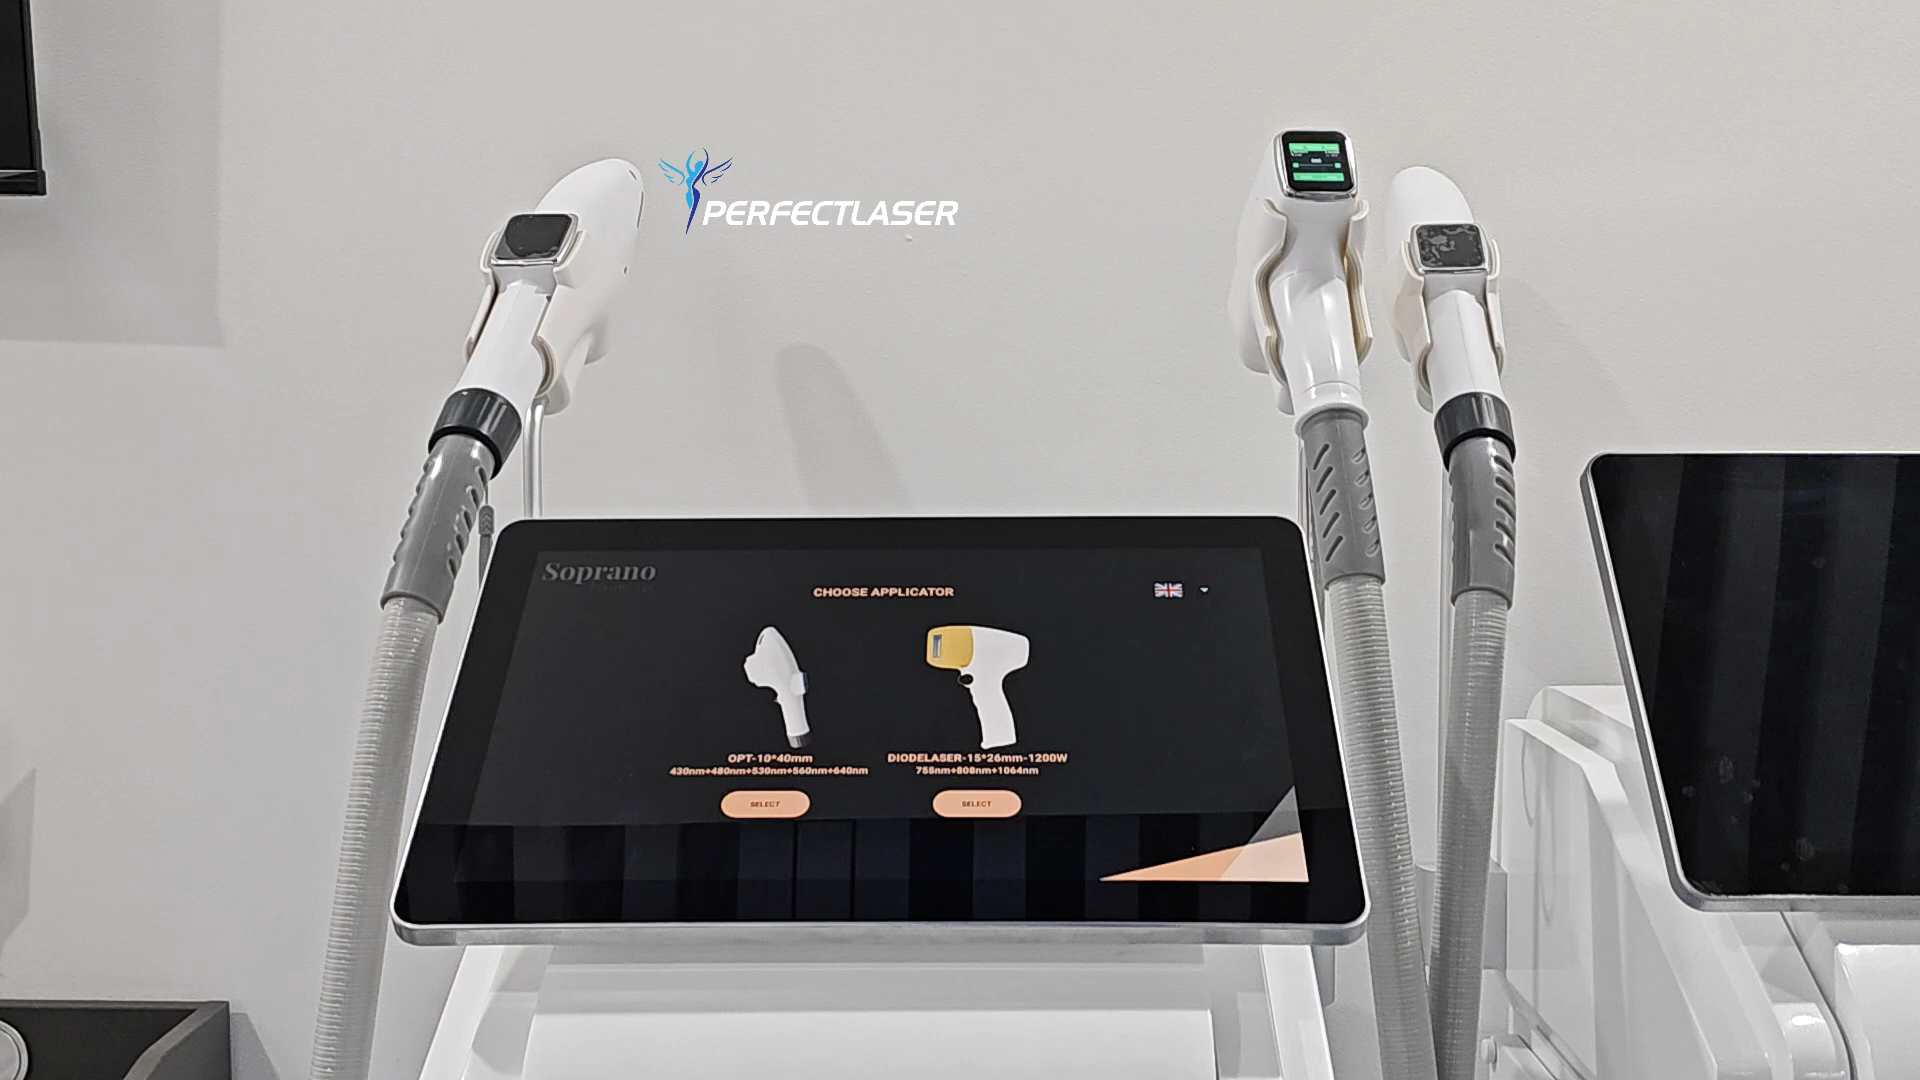 PERFECTLASER
Soprano
CHOOSE APPLICATOR
OPT-10*40mm
430nm+480nm+530nm+560nm+640nm
SELECT
DIODELASER-15*26mm-1200W
755nm+808nm+1064nm
SELECT